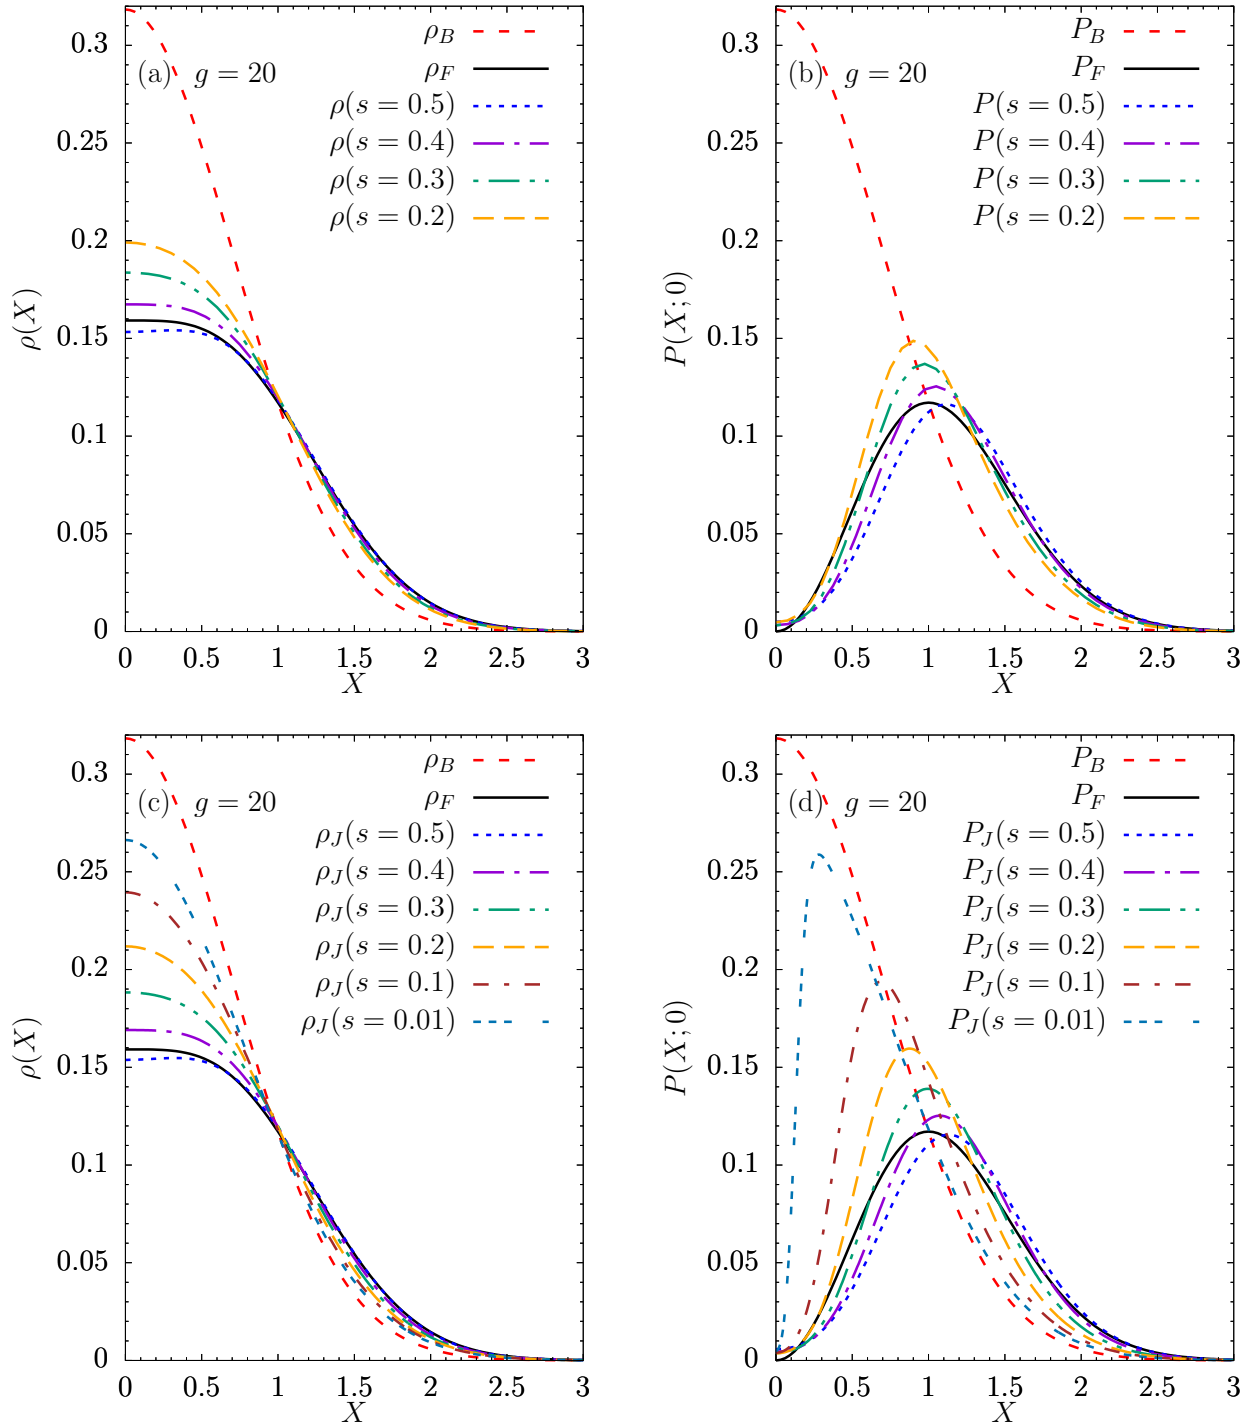 (a) g = 20
ρ_B
ρ_F
ρ(s = 0.5)
ρ(s = 0.4)
ρ(s = 0.3)
ρ(s = 0.2)
0.3
0.25
0.2
0.15
0.1
0.05
0
ρ(X)
0 0.5 1 1.5 2 2.5 3
X
(b) g = 20
P_B
P_F
P(s = 0.5)
P(s = 0.4)
P(s = 0.3)
P(s = 0.2)
0.3
0.25
0.2
0.15
0.1
0.05
0
P(X; 0)
0 0.5 1 1.5 2 2.5 3
X
(c) g = 20
ρ_B
ρ_F
ρ_J(s = 0.5)
ρ_J(s = 0.4)
ρ_J(s = 0.3)
ρ_J(s = 0.2)
ρ_J(s = 0.1)
ρ_J(s = 0.01)
0.3
0.25
0.2
0.15
0.1
0.05
0
ρ(X)
0 0.5 1 1.5 2 2.5 3
X
(d) g = 20
P_B
P_F
P_J(s = 0.5)
P_J(s = 0.4)
P_J(s = 0.3)
P_J(s = 0.2)
P_J(s = 0.1)
P_J(s = 0.01)
0.3
0.25
0.2
0.15
0.1
0.05
0
P(X; 0)
0 0.5 1 1.5 2 2.5 3
X